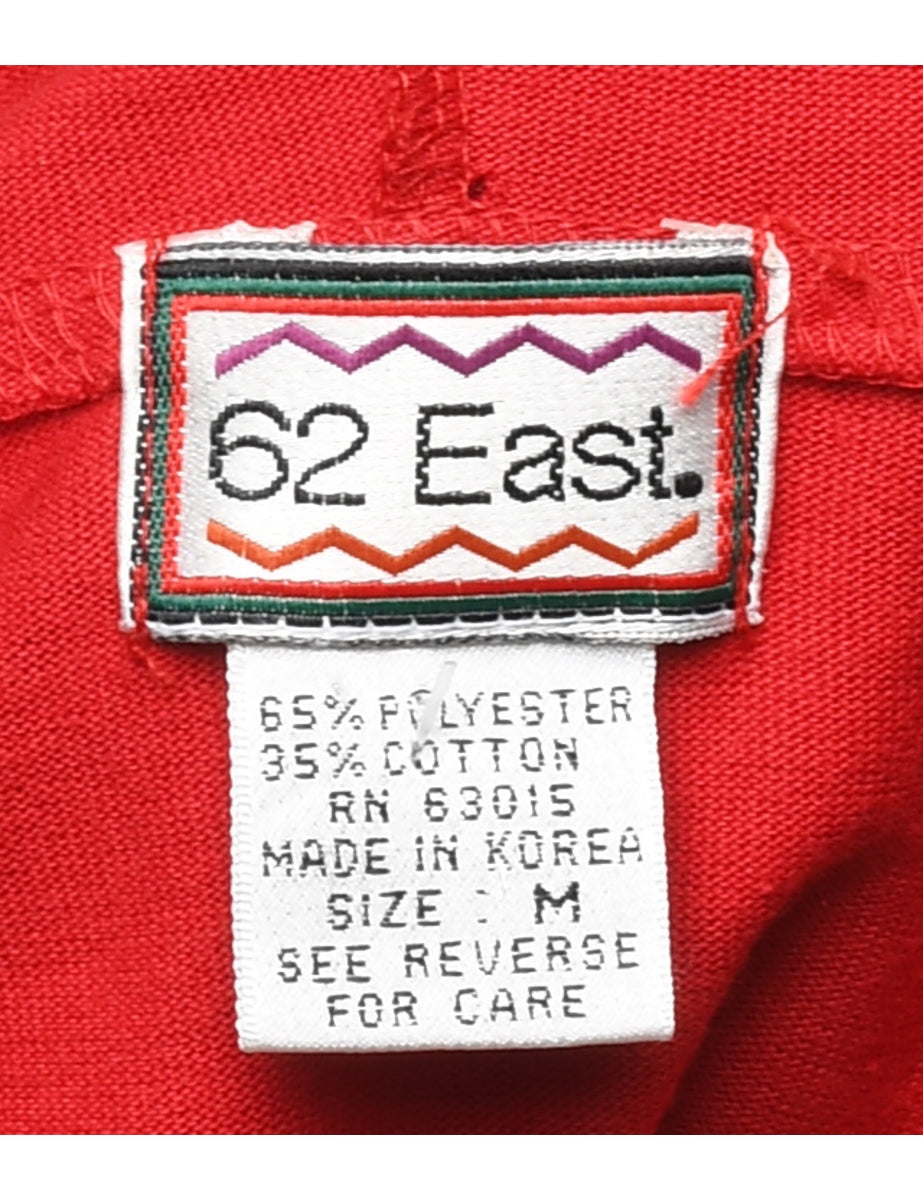 62 East.
65% POLYESTER
35% COTTON
RN 63015
MADE IN KOREA
SIZE : M
SEE REVERSE
FOR CARE